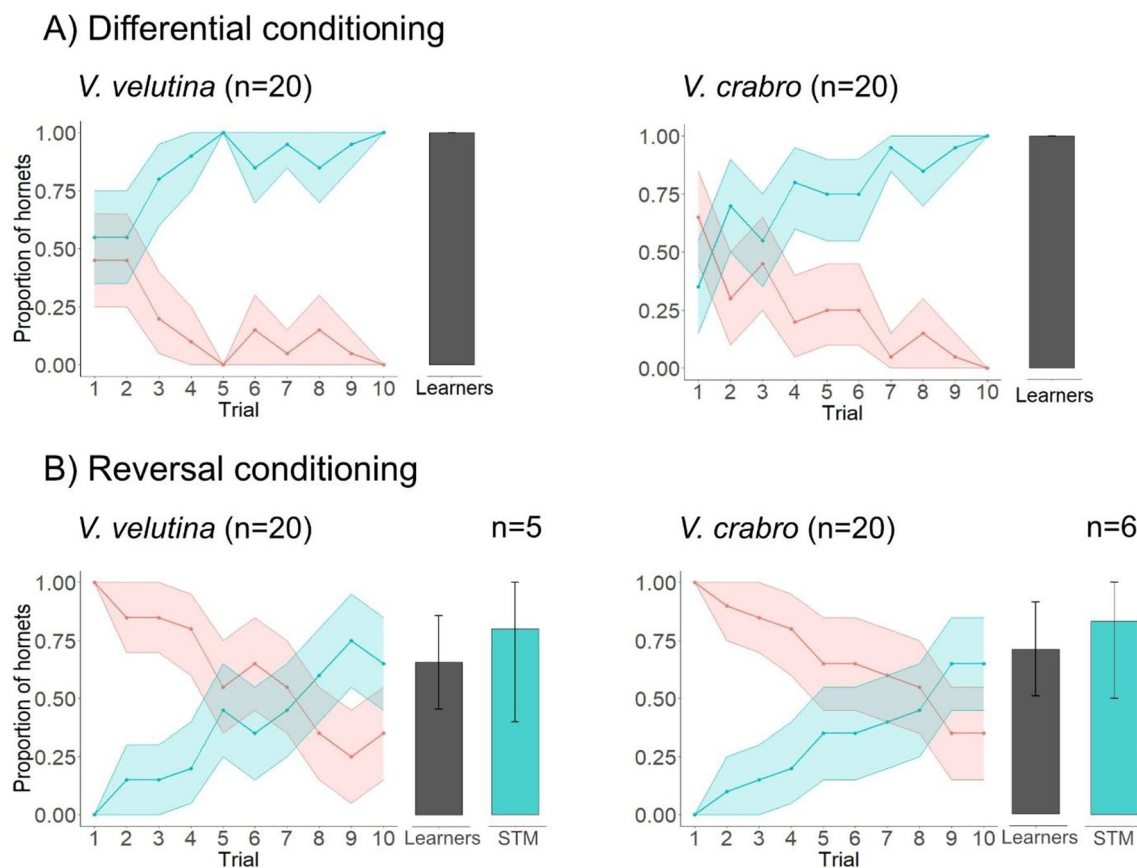 A) Differential conditioning
V. velutina (n=20)
Proportion of hornets
1.00
0.75
0.50
0.25
0.00
1 2 3 4 5 6 7 8 9 10
Trial
Learners
V. crabro (n=20)
1.00
0.75
0.50
0.25
0.00
1 2 3 4 5 6 7 8 9 10
Trial
Learners
B) Reversal conditioning
V. velutina (n=20)
n=5
Proportion of hornets
1.00
0.75
0.50
0.25
0.00
1 2 3 4 5 6 7 8 9 10
Trial
Learners
STM
V. crabro (n=20)
n=6
1.00
0.75
0.50
0.25
0.00
1 2 3 4 5 6 7 8 9 10
Trial
Learners
STM